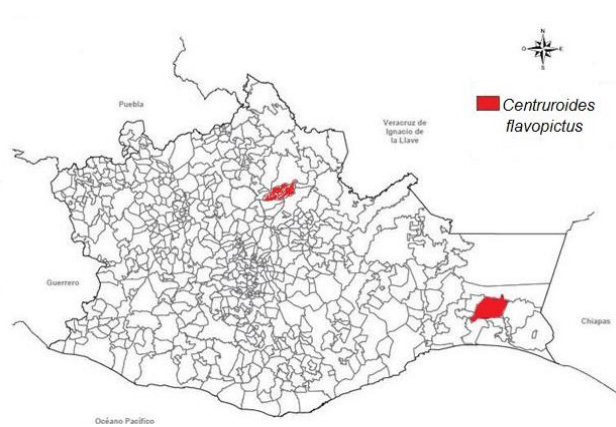 N
O
E
S
Centruroides
flavopictus
Puebla
Veracruz de
Ignacio de
la Llave
Guerrero
Chiapas
Océano Pacífico